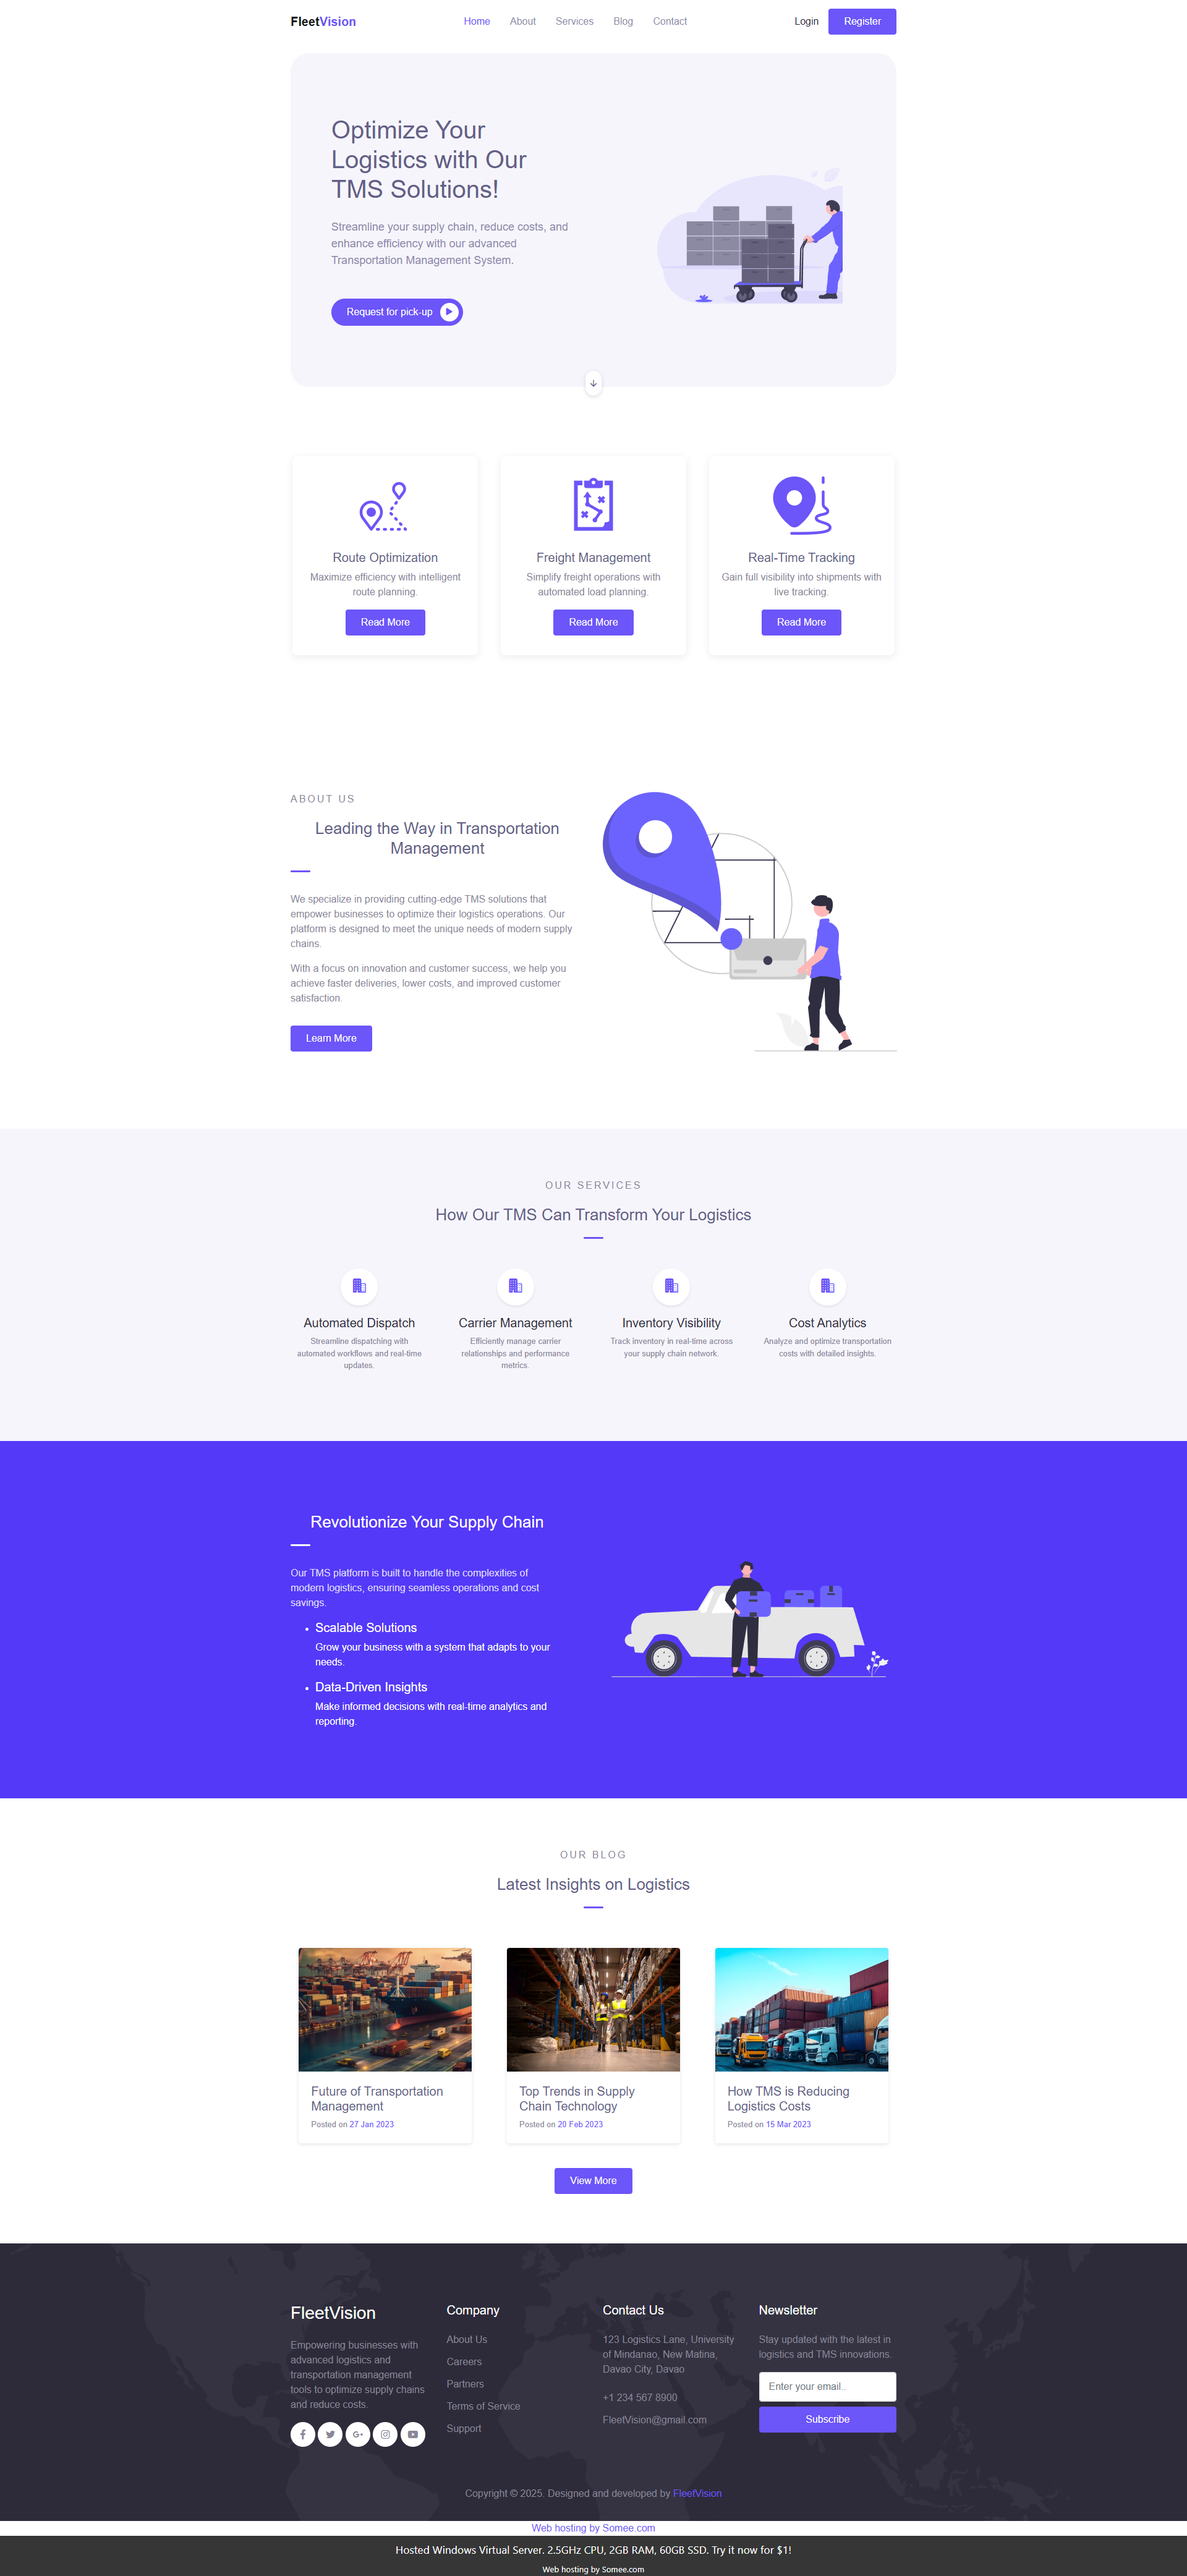 FleetVision
Home About Services Blog Contact
Login Register
Optimize Your
Logistics with Our
TMS Solutions!
Streamline your supply chain, reduce costs, and
enhance efficiency with our advanced
Transportation Management System.
Request for pick-up
Route Optimization
Maximize efficiency with intelligent
route planning.
Read More
Freight Management
Simplify freight operations with
automated load planning.
Read More
Real-Time Tracking
Gain full visibility into shipments with
live tracking.
Read More
ABOUT US
Leading the Way in Transportation
Management
We specialize in providing cutting-edge TMS solutions that
empower businesses to optimize their logistics operations. Our
platform is designed to meet the unique needs of modern supply
chains.
With a focus on innovation and customer success, we help you
achieve faster deliveries, lower costs, and improved customer
satisfaction.
Learn More
OUR SERVICES
How Our TMS Can Transform Your Logistics
Automated Dispatch
Streamline dispatching with
automated workflows and real-time
updates.
Carrier Management
Efficiently manage carrier
relationships and performance
metrics.
Inventory Visibility
Track inventory in real-time across
your supply chain network.
Cost Analytics
Analyze and optimize transportation
costs with detailed insights.
Revolutionize Your Supply Chain
Our TMS platform is built to handle the complexities of
modern logistics, ensuring seamless operations and cost
savings.
• Scalable Solutions
Grow your business with a system that adapts to your
needs.
• Data-Driven Insights
Make informed decisions with real-time analytics and
reporting.
OUR BLOG
Latest Insights on Logistics
Future of Transportation
Management
Posted on 27 Jan 2023
Top Trends in Supply
Chain Technology
Posted on 20 Feb 2023
How TMS is Reducing
Logistics Costs
Posted on 15 Mar 2023
View More
FleetVision
Empowering businesses with
advanced logistics and
transportation management
tools to optimize supply chains
and reduce costs.
Company
About Us
Careers
Partners
Terms of Service
Support
Contact Us
123 Logistics Lane, University
of Mindanao, New Matina,
Davao City, Davao
+1 234 567 8900
FleetVision@gmail.com
Newsletter
Stay updated with the latest in
logistics and TMS innovations.
Enter your email..
Subscribe
Copyright © 2025. Designed and developed by FleetVision
Web hosting by Somee.com
Hosted Windows Virtual Server. 2.5GHz CPU, 2GB RAM, 60GB SSD. Try it now for $1!
Web hosting by Somee.com